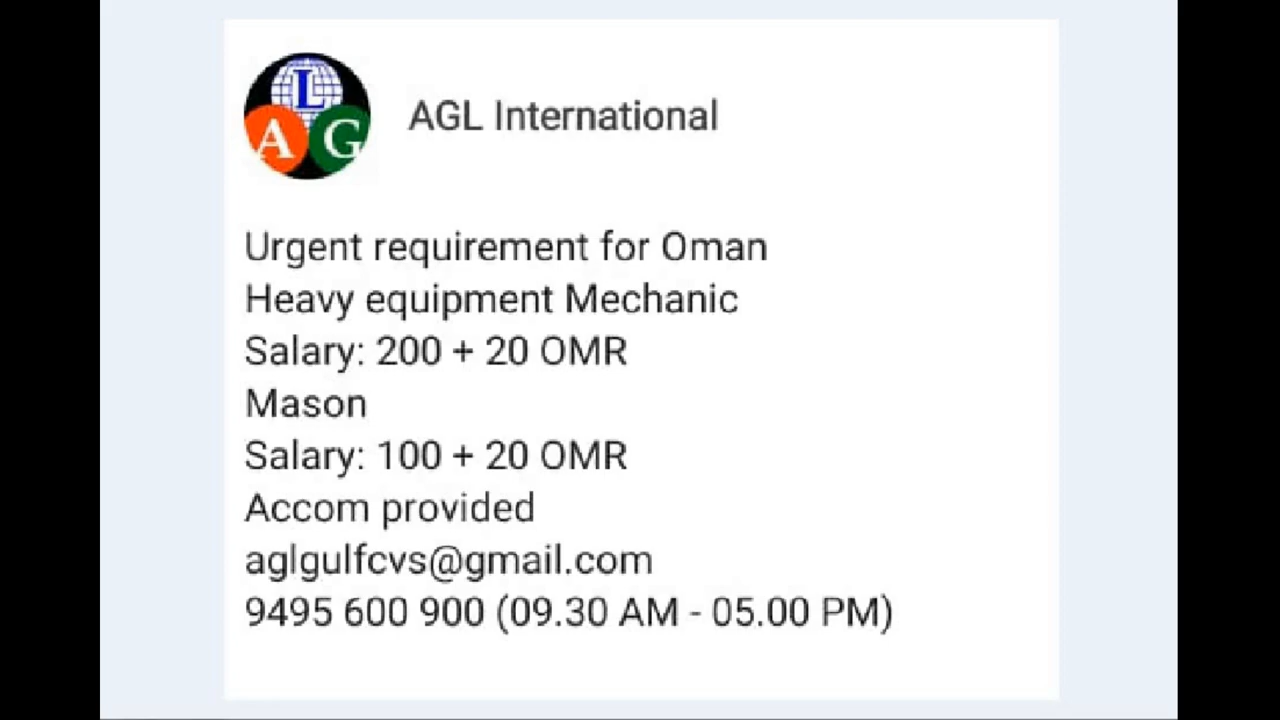 L
A G
AGL International
Urgent requirement for Oman
Heavy equipment Mechanic
Salary: 200 + 20 OMR
Mason
Salary: 100 + 20 OMR
Accom provided
aglgulfcvs@gmail.com
9495 600 900 (09.30 AM - 05.00 PM)